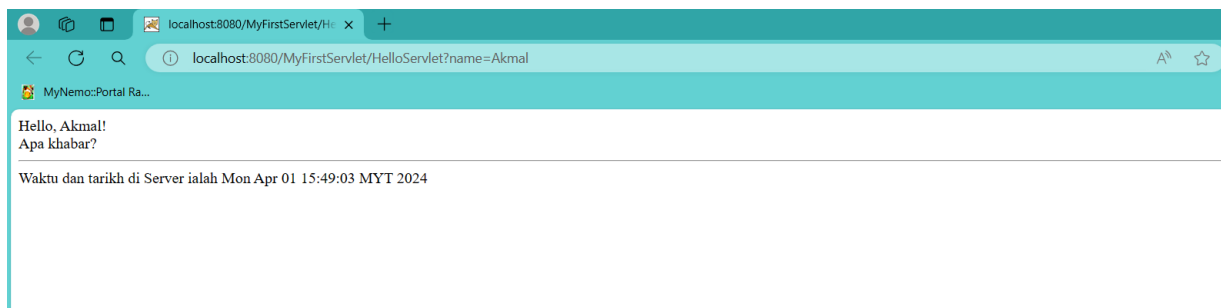 localhost:8080/MyFirstServlet/He
localhost:8080/MyFirstServlet/HelloServlet?name=Akmal
MyNemo::Portal Ra...
Hello, Akmal!
Apa khabar?
Waktu dan tarikh di Server ialah Mon Apr 01 15:49:03 MYT 2024